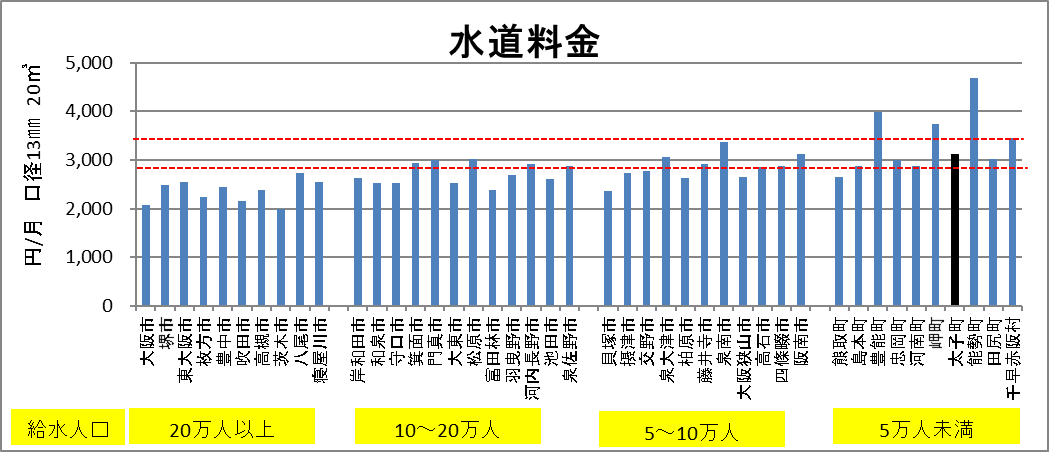 水道料金
円/月　口径13mm 20㎥
5,000
4,000
3,000
2,000
1,000
0
大阪市
堺市
東大阪市
枚方市
豊中市
吹田市
高槻市
茨木市
八尾市
寝屋川市
岸和田市
和泉市
守口市
箕面市
門真市
大東市
松原市
富田林市
羽曳野市
河内長野市
池田市
泉佐野市
貝塚市
摂津市
交野市
泉大津市
柏原市
藤井寺市
泉南市
大阪狭山市
高石市
四條畷市
阪南市
熊取町
島本町
豊能町
忠岡町
河南町
岬町
太子町
能勢町
田尻町
千早赤阪村
給水人口
20万人以上
10～20万人
5～10万人
5万人未満